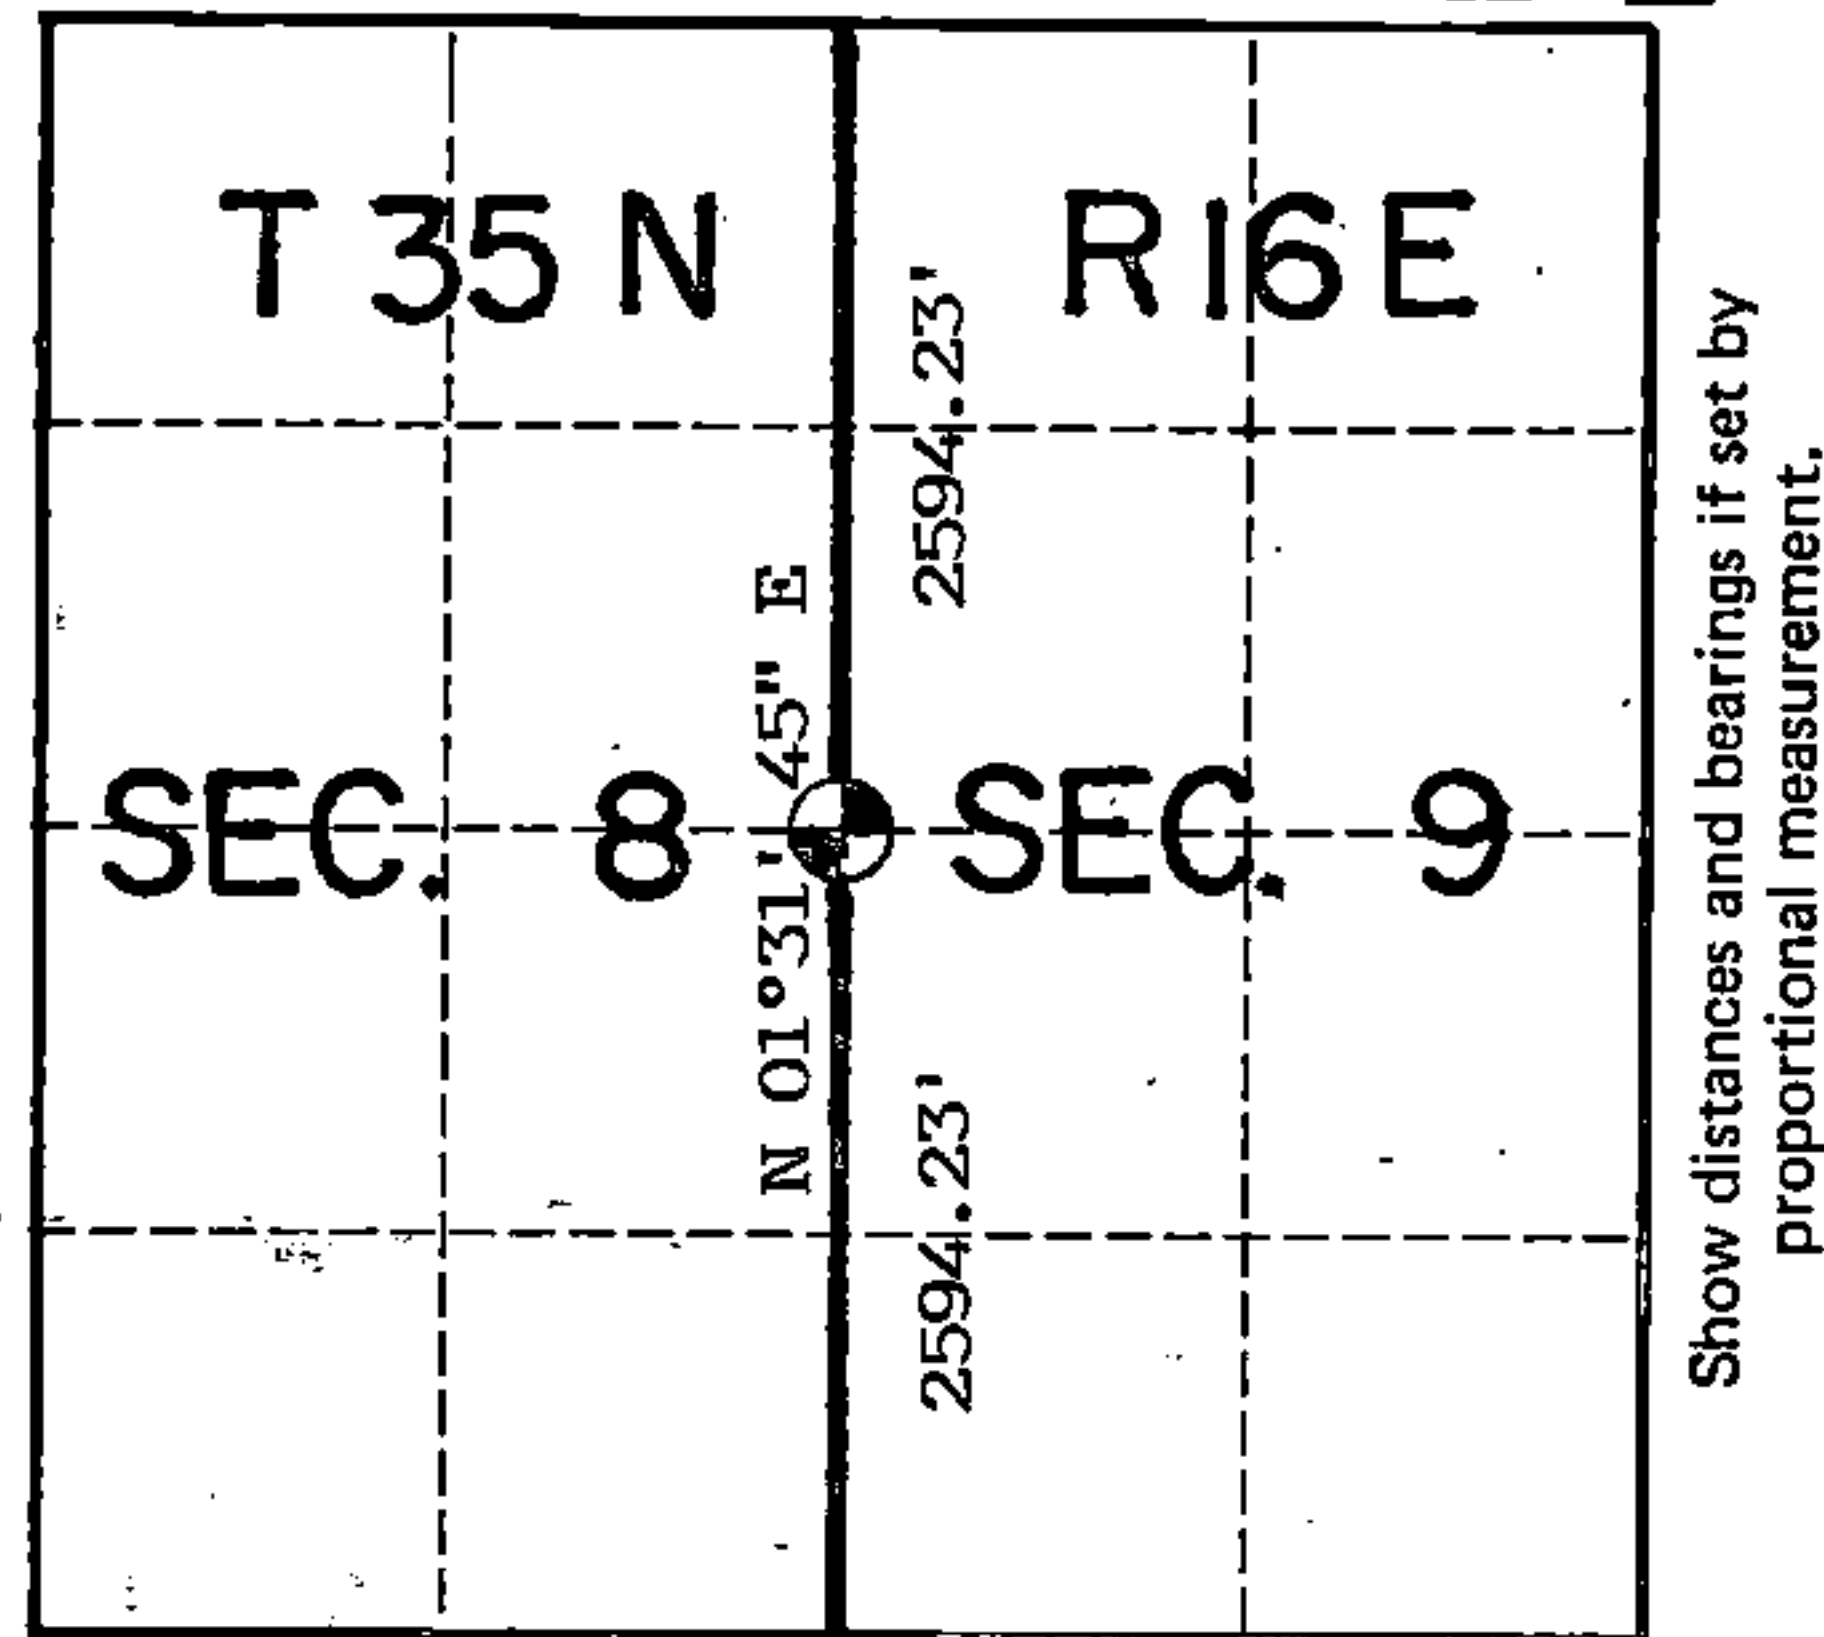 T 35 N R 16 E
2594.23'
N 01°31' 45" E
SEC. 8 SEC. 9
2594.23'
Show distances and bearings if set by
proportional measurement.